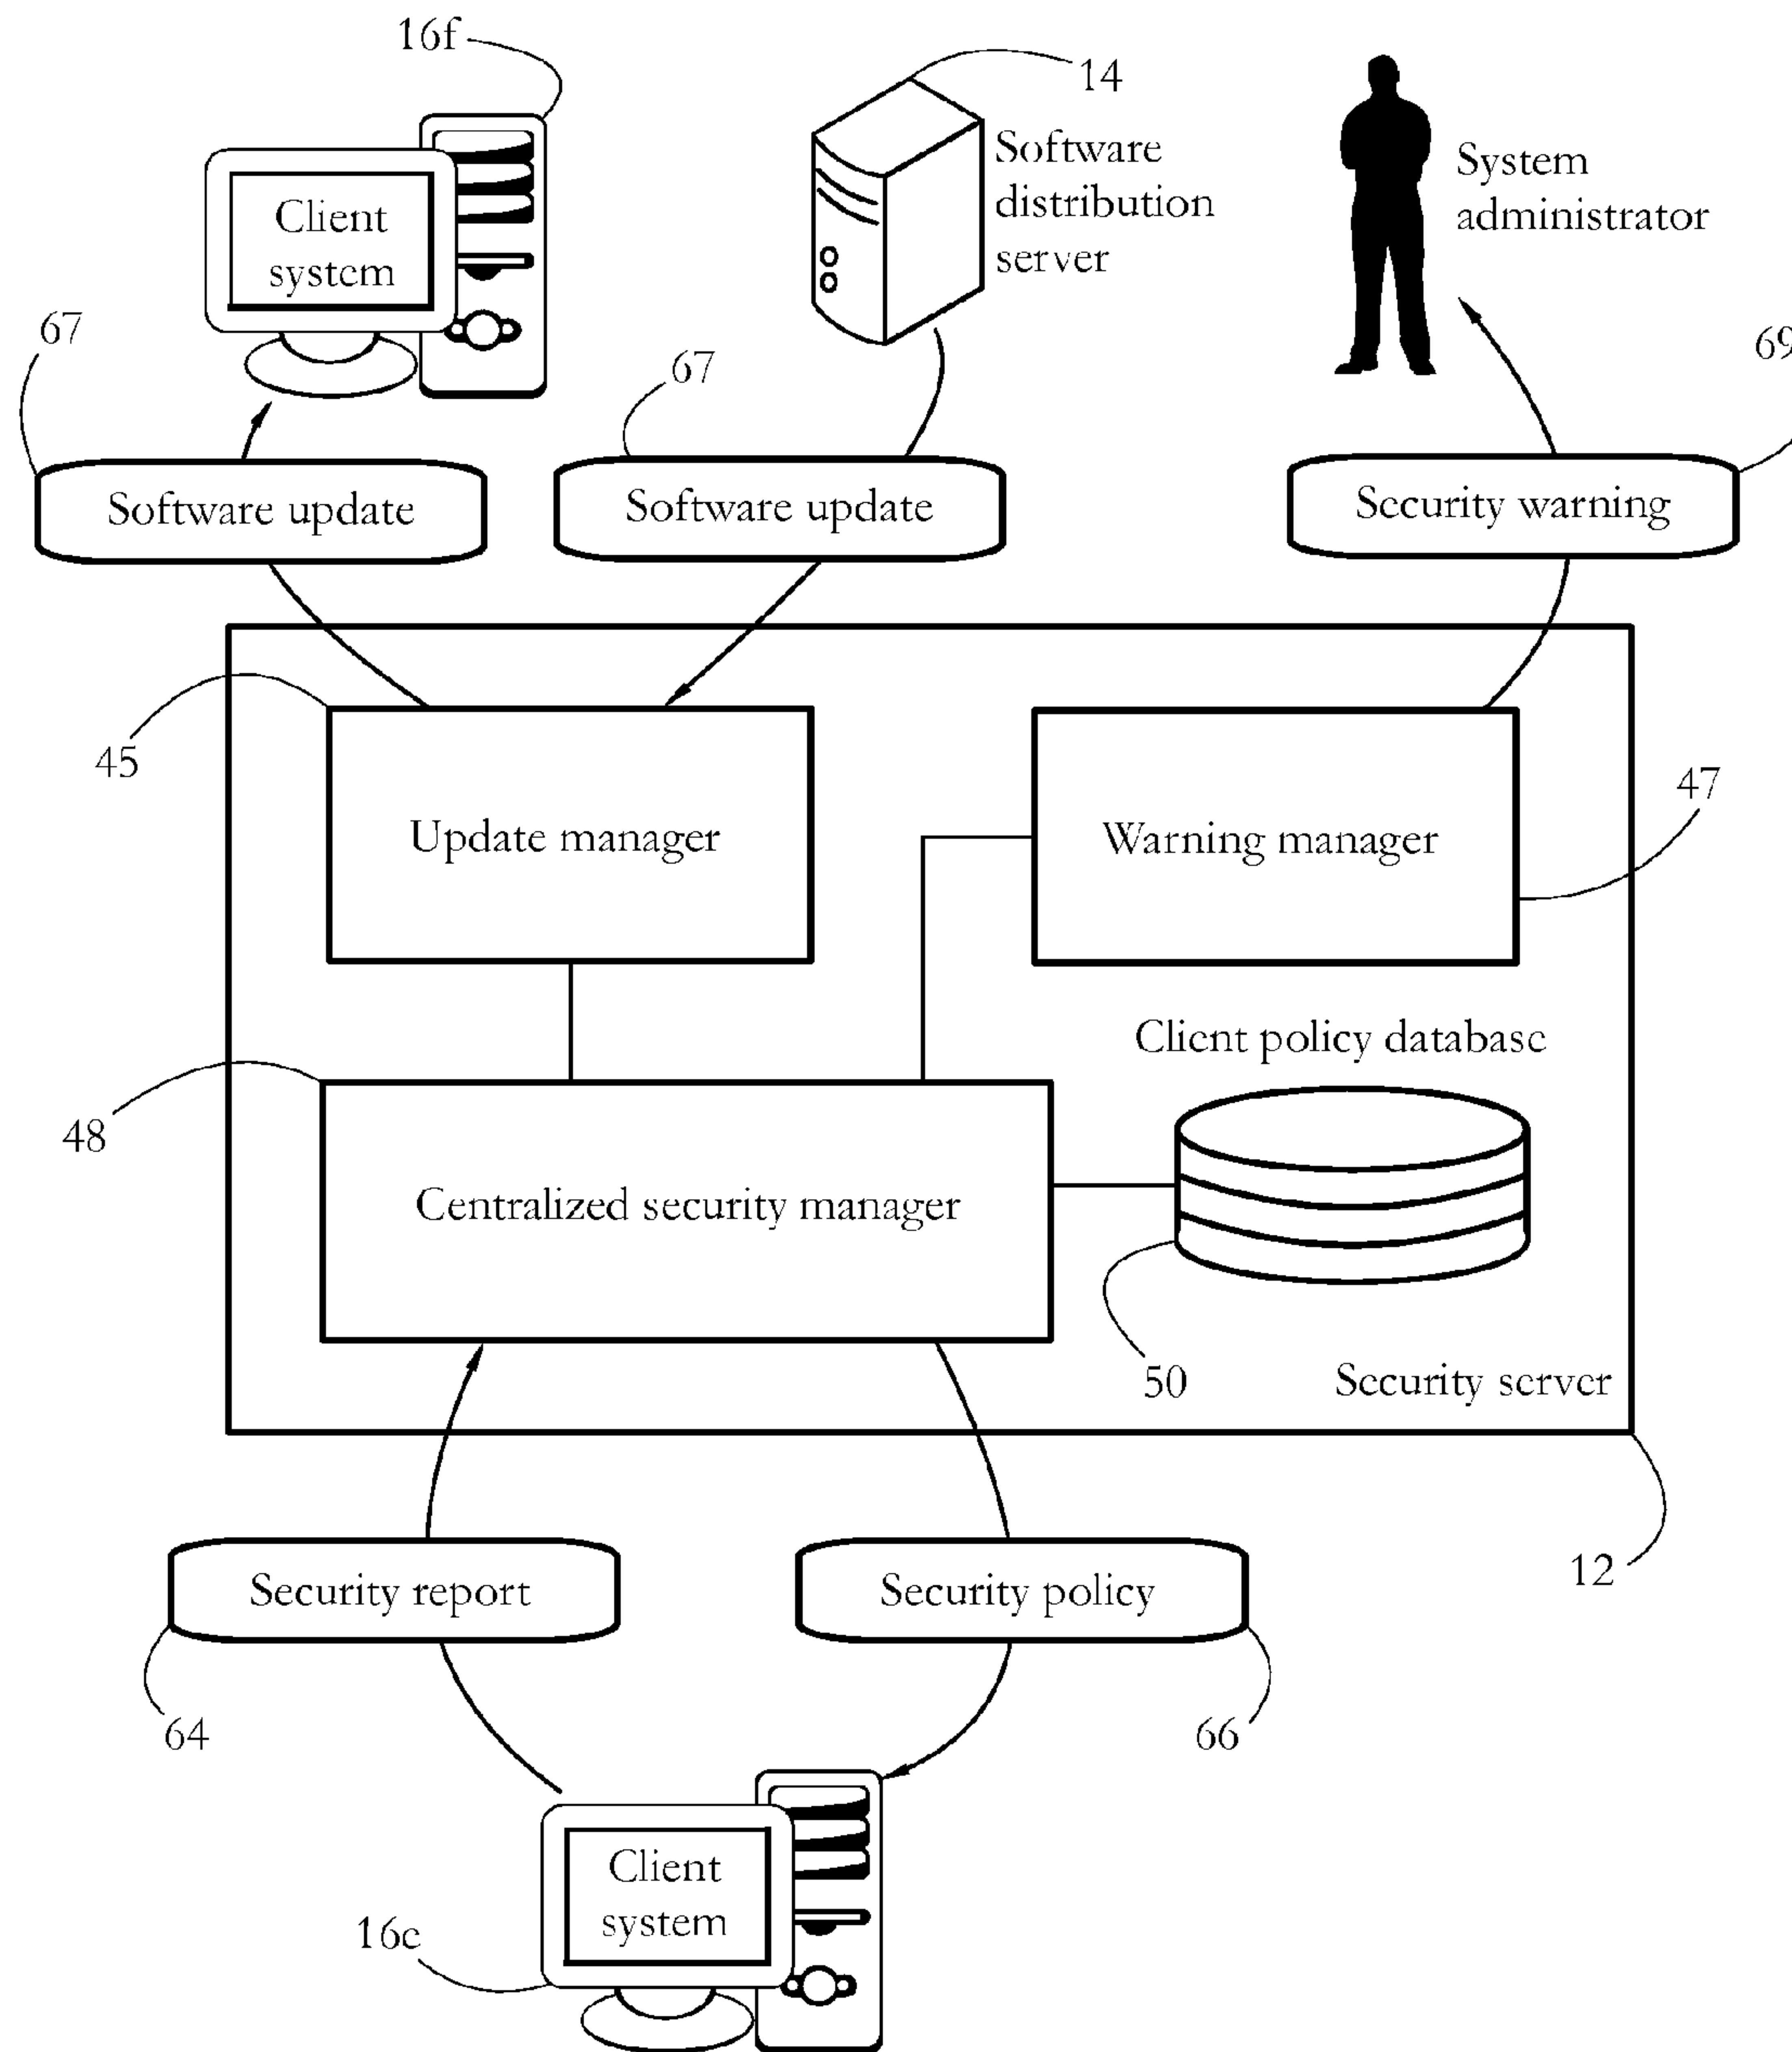 16f
14
Software
distribution
server
System
administrator
Client
system
67
67
69
Software update
Software update
Security warning
45
47
Update manager
Warning manager
Client policy database
48
Centralized security manager
50
Security server
12
Security report
Security policy
64
66
Client
system
16e